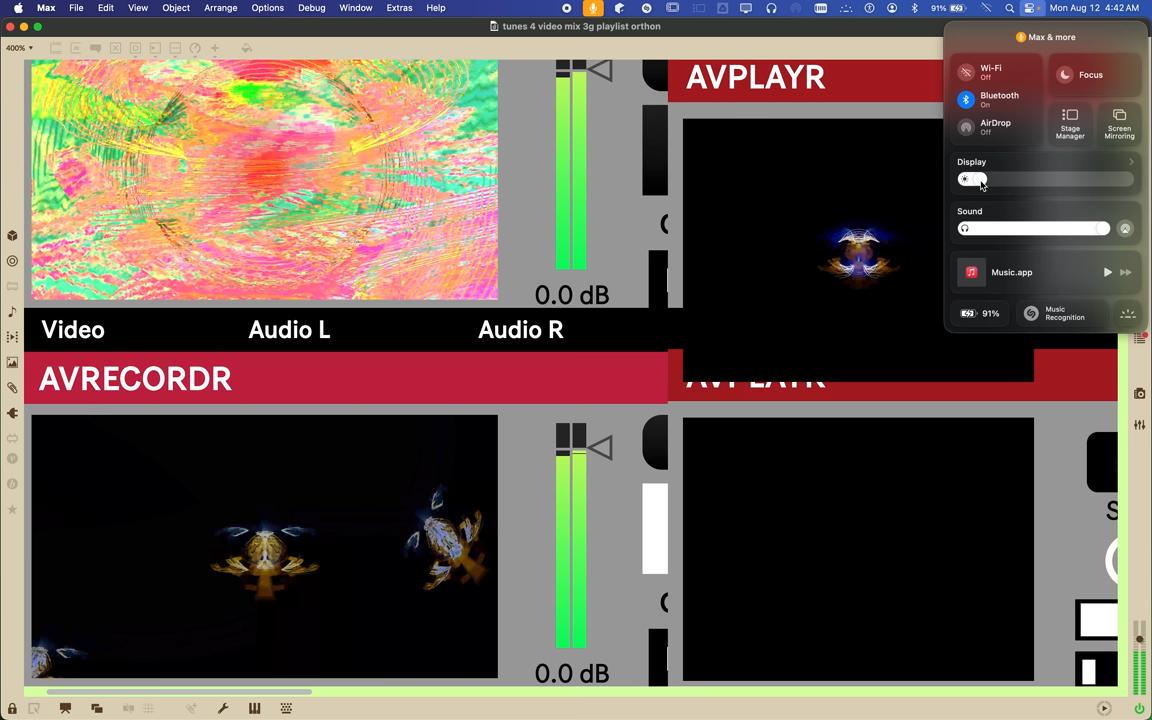 Max File Edit View Object Arrange Options Debug Window Extras Help 91% Mon Aug 12 4:42 AM
tunes 4 video mix 3g playlist orthon
400%
Max & more
Wi-Fi
Off
Focus
Bluetooth
On
AirDrop
Off
Stage
Manager
Screen
Mirroring
Display
Sound
Music.app
91%
Music
Recognition
AVPLAYR
0.0 dB
Video Audio L Audio R
AVRECORDR
AVPLAYR
0.0 dB